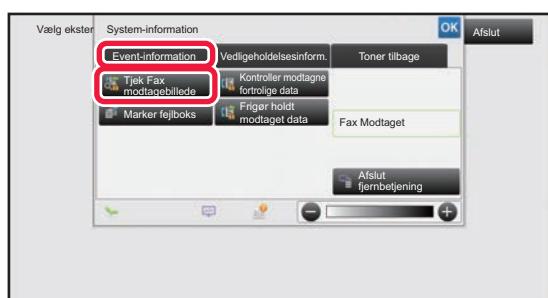 Vælg ekster
System-information
OK
Afslut
Event-information
Vedligeholdelsesinform.
Toner tilbage
Tjek Fax
modtagebillede
Kontroller modtagne
fortrolige data
Marker fejlboks
Frigør holdt
modtaget data
Fax Modtaget
Afslut
fjernbetjening